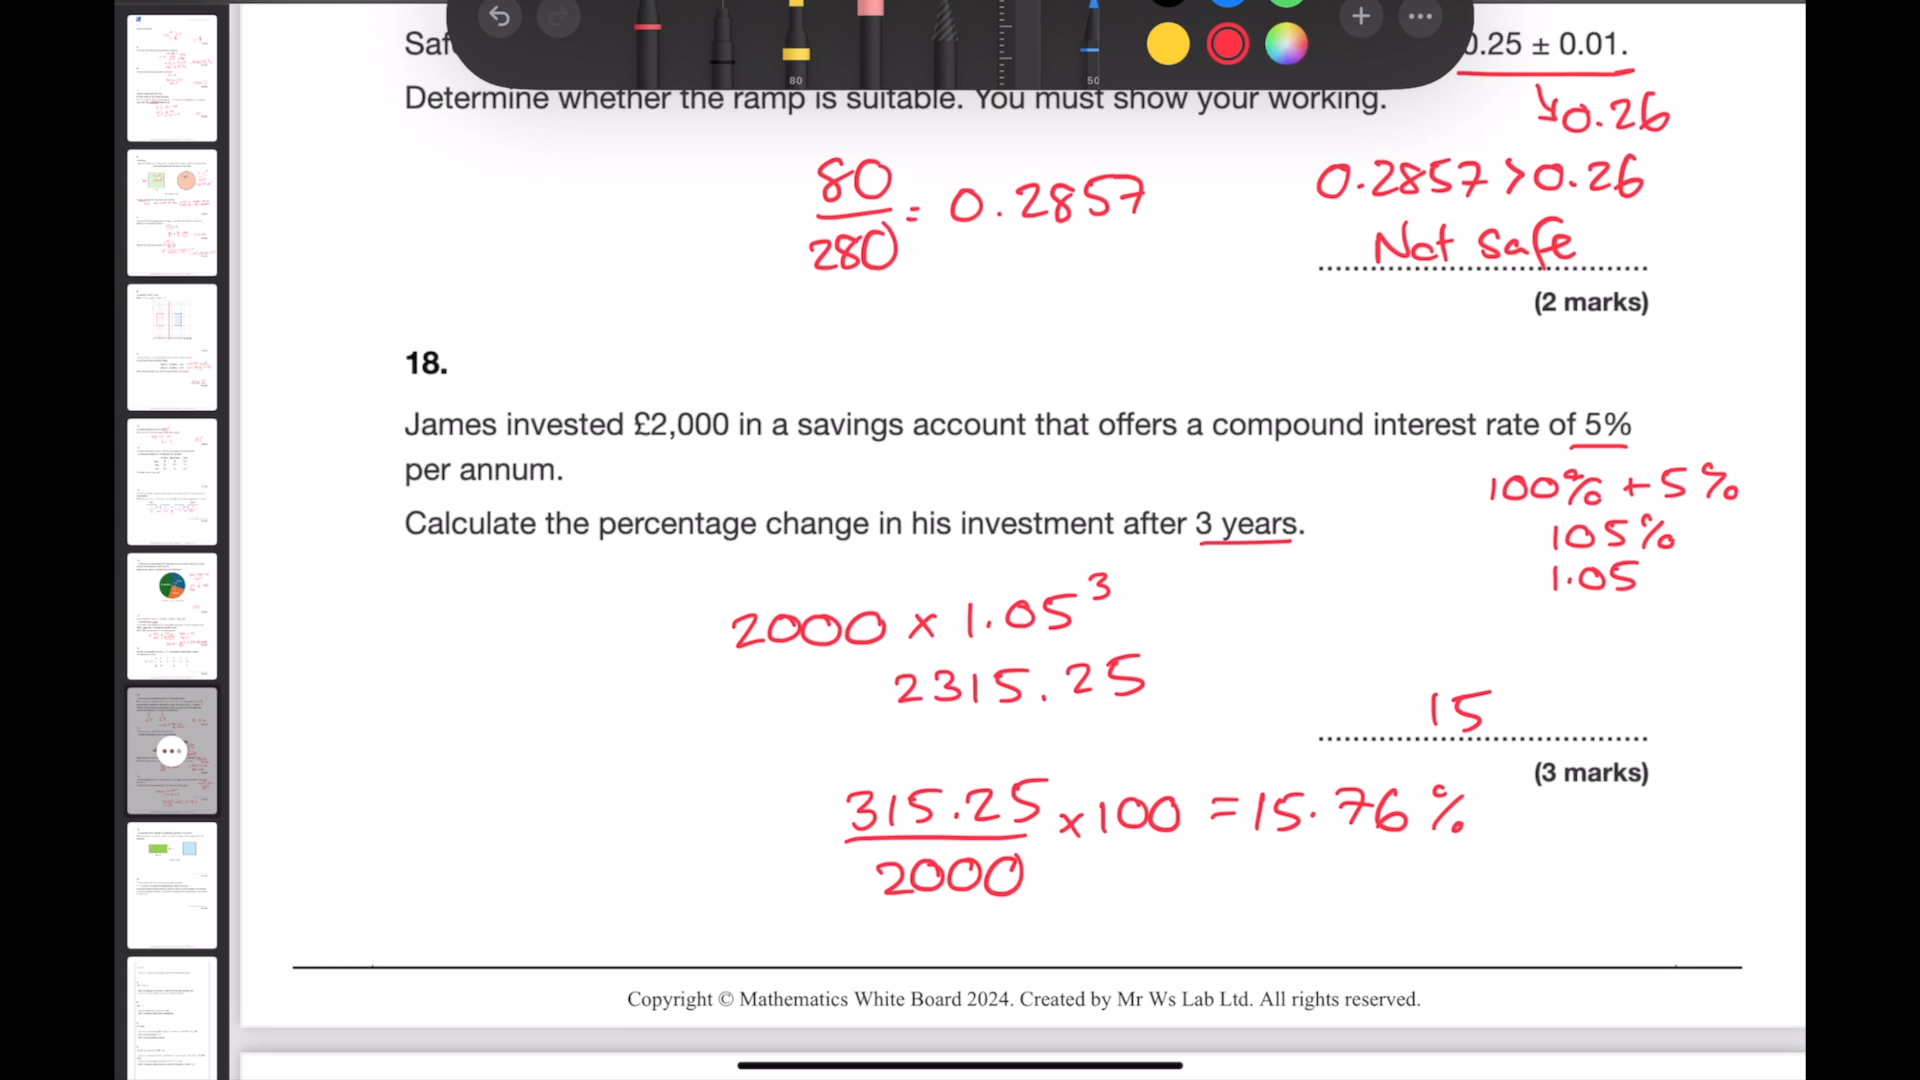 Saf
0.25 ± 0.01.
80
50
Determine whether the ramp is suitable. You must show your working.
0.26
80
280
= 0.2857
0.2857 > 0.26
Not safe
(2 marks)
18.
James invested £2,000 in a savings account that offers a compound interest rate of 5%
per annum.
Calculate the percentage change in his investment after 3 years.
100% + 5%
105%
1.05
2000 × 1.05³
2315.25
15
(3 marks)
315.25
2000
× 100 = 15.76 %
Copyright © Mathematics White Board 2024. Created by Mr Ws Lab Ltd. All rights reserved.